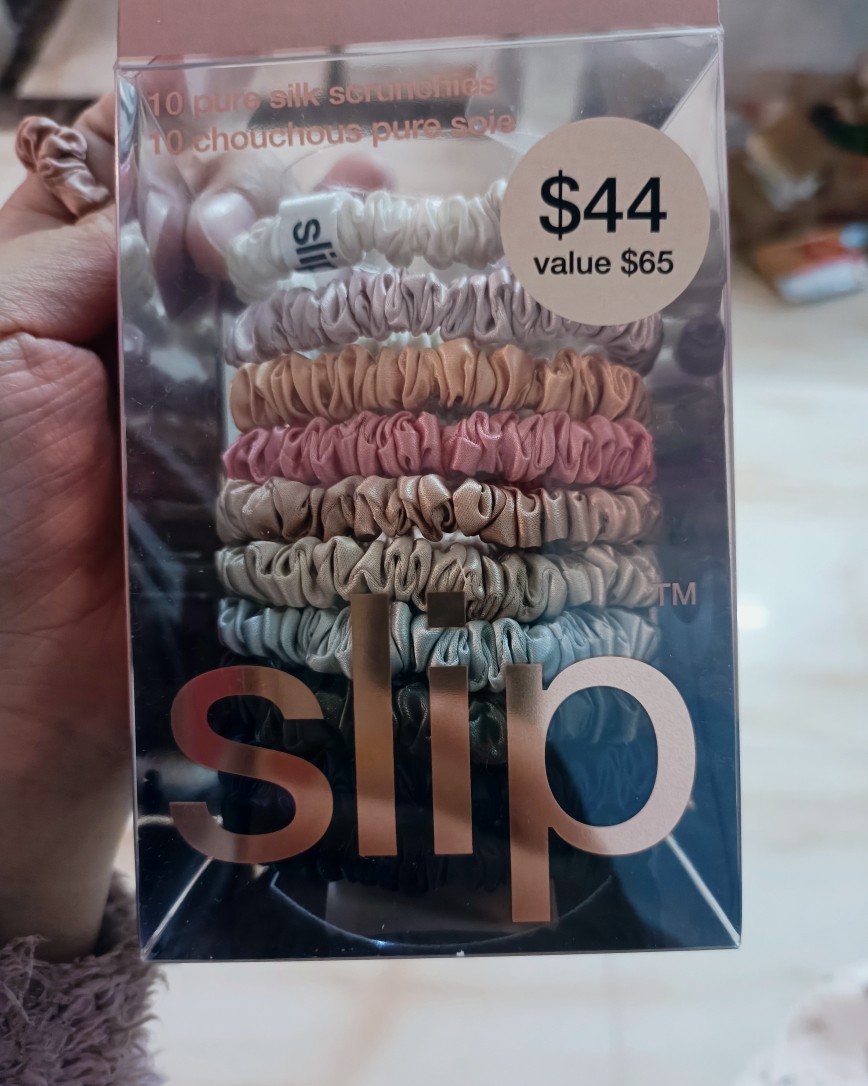 10 pure silk scrunchies
10 chouchous pure soie
$44
value $65
slip
slip™